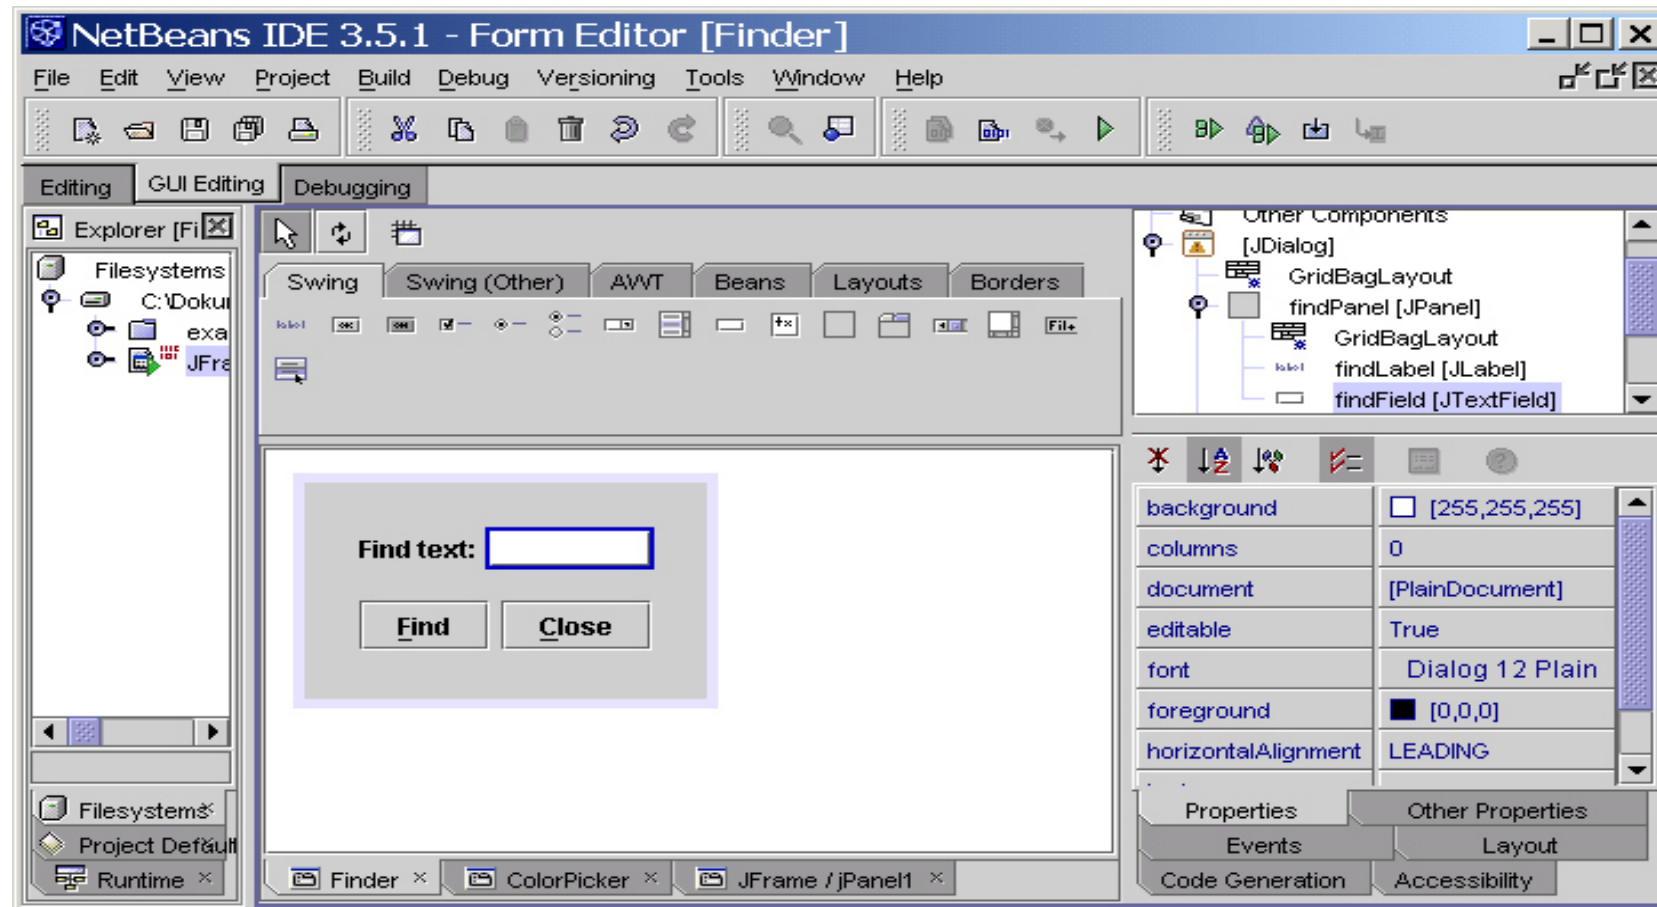 NetBeans IDE 3.5.1 - Form Editor [Finder]
File Edit View Project Build Debug Versioning Tools Window Help
Editing GUI Editing Debugging
Explorer [Fi
Filesystems
C:\Dokui
exa
JFra
Swing Swing (Other) AWT Beans Layouts Borders
label
Find text:
Find Close
Other Components
[JDialog]
GridBagLayout
findPanel [JPanel]
GridBagLayout
label findLabel [JLabel]
findField [JTextField]
background [255,255,255]
columns 0
document [PlainDocument]
editable True
font Dialog 12 Plain
foreground [0,0,0]
horizontalAlignment LEADING
Properties Other Properties
Events Layout
Code Generation Accessibility
Filesystems
Project Default
Runtime
Finder ColorPicker JFrame / jPanel1